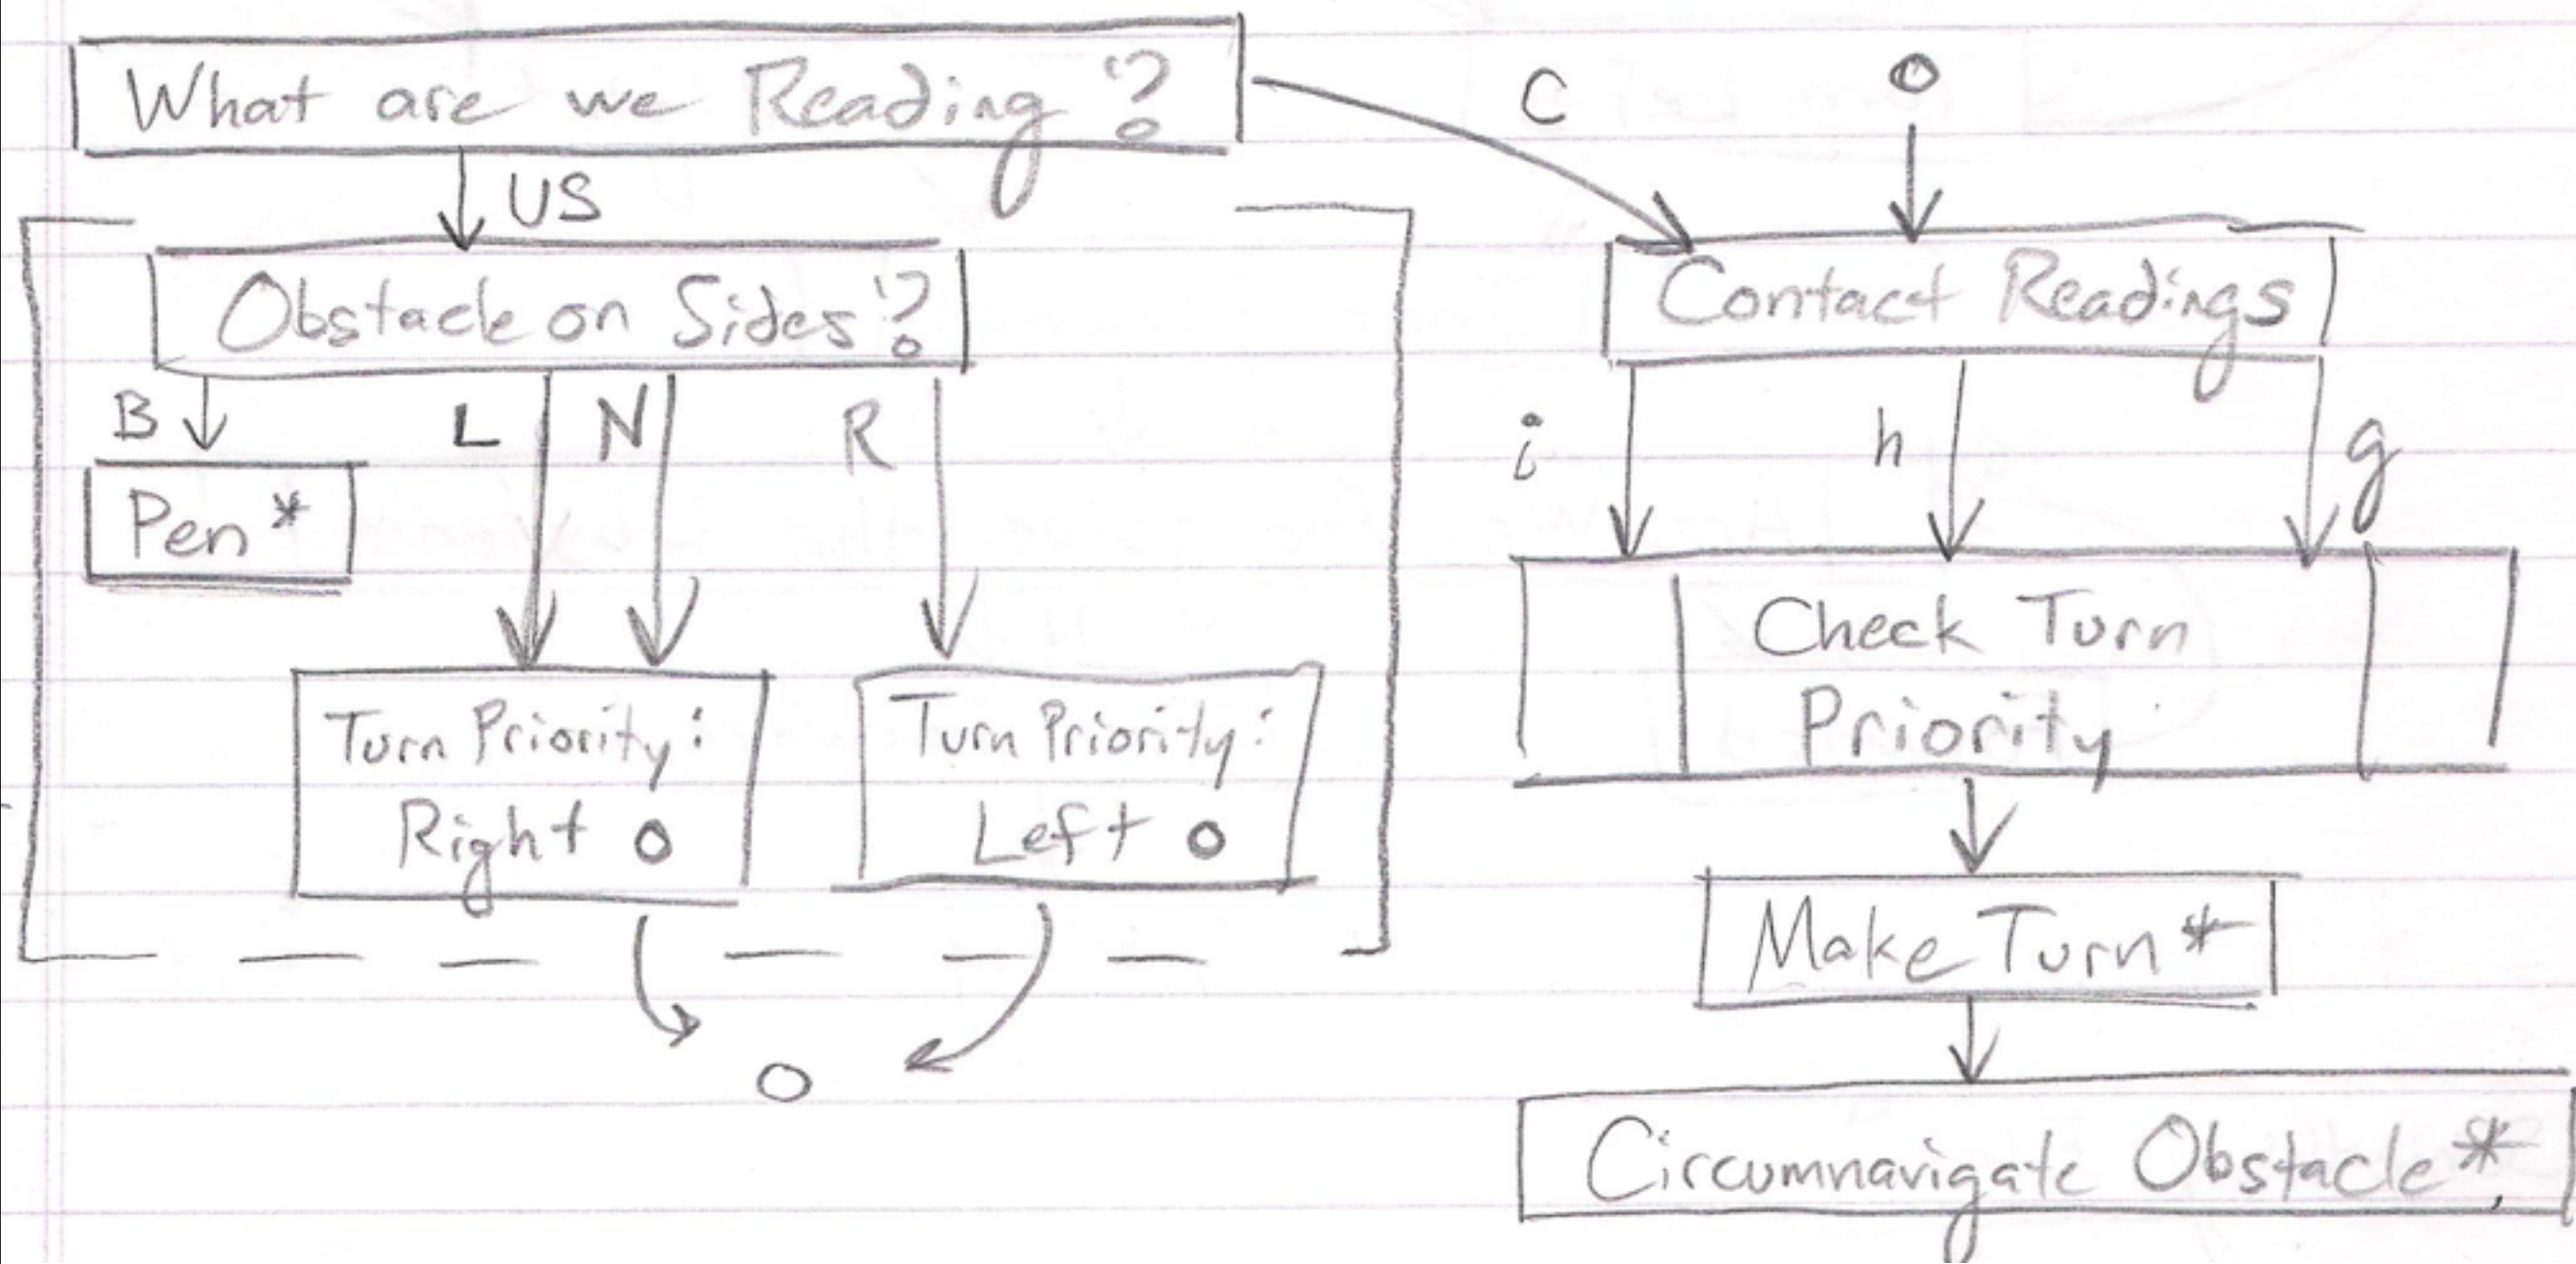 What are we Reading?
C
O
US
Obstacle on Sides?
Contact Readings
B
L
N
R
i
h
g
Pen *
Check Turn
Priority
Turn Priority:
Right O
Turn Priority:
Left O
Make Turn *
O
Circumnavigate Obstacle *